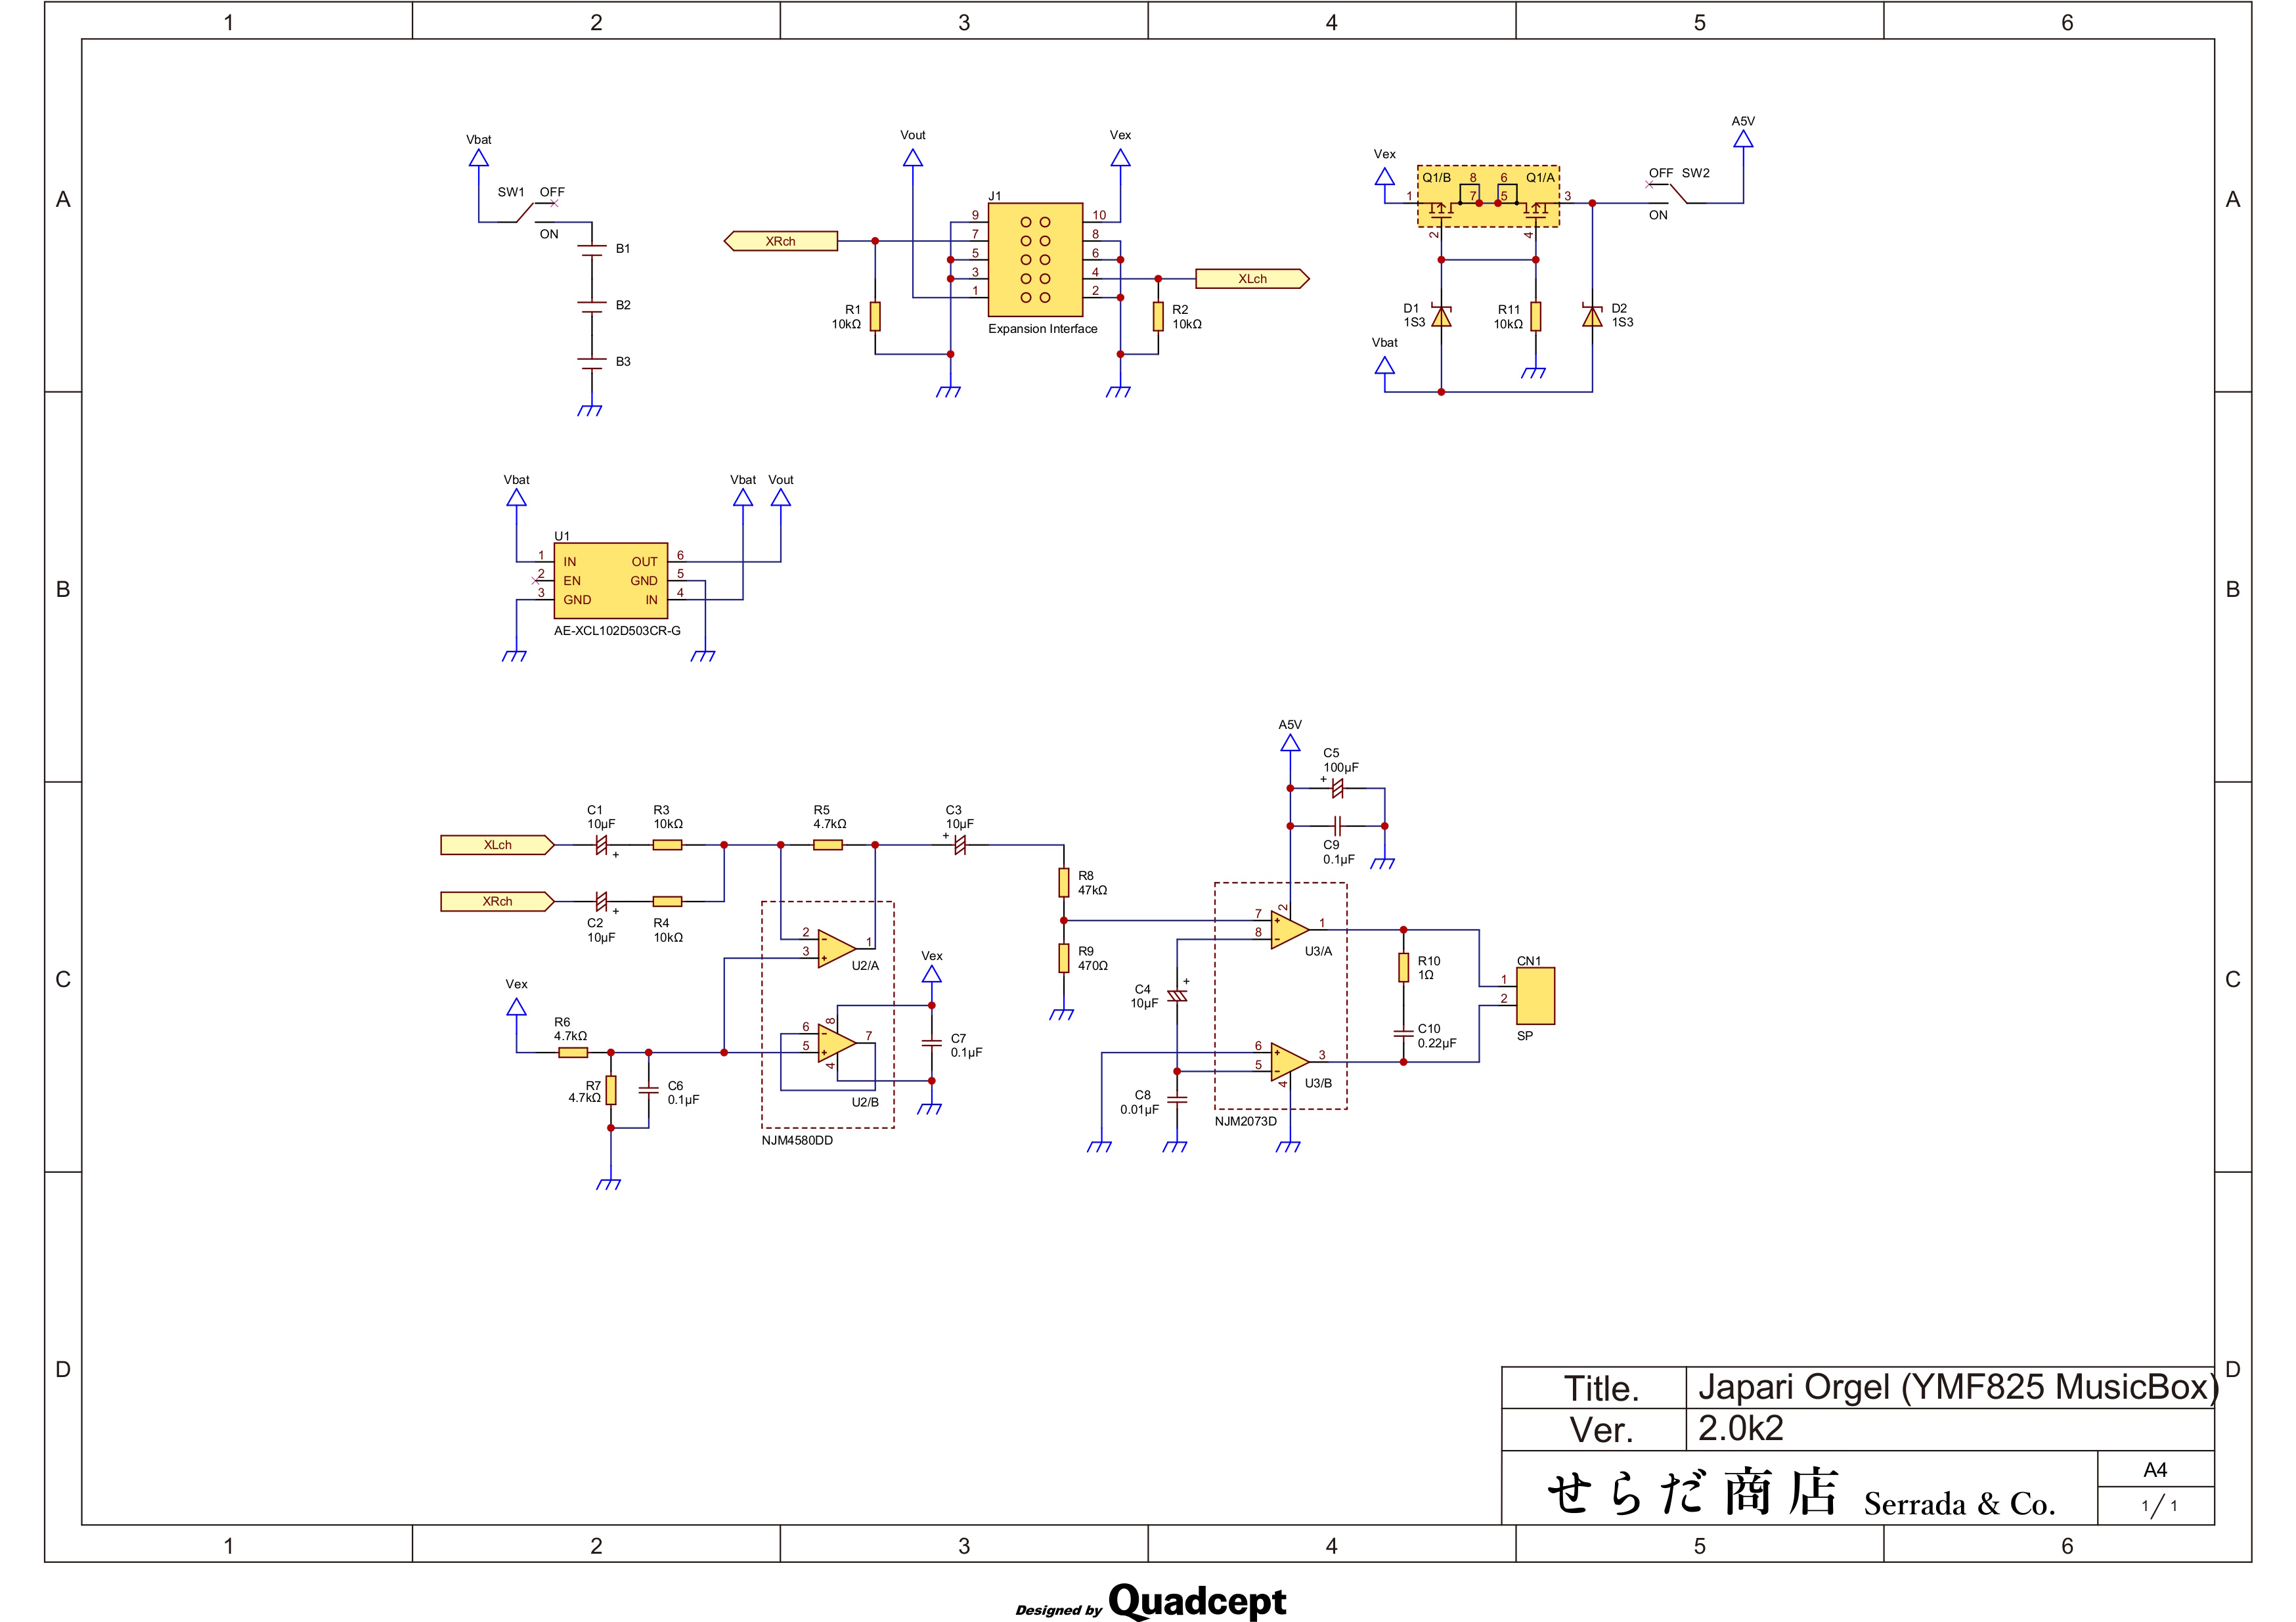 1 2 3 4 5 6
A A
B B
C C
D D
Vbat
SW1 OFF
ON
B1
B2
B3
Vout
Vex
J1
9 10
7 8
5 6
3 4
1 2
XRch
XLch
R1
10kΩ
R2
10kΩ
Expansion Interface
A5V
Vex
Q1/B 8 6 Q1/A
1 7 5 3
2 4
OFF SW2
ON
D1
1S3
R11
10kΩ
D2
1S3
Vbat
Vbat
Vbat Vout
U1
1 IN OUT 6
2 EN GND 5
3 GND IN 4
AE-XCL102D503CR-G
XLch
C1
10µF
+
R3
10kΩ
R5
4.7kΩ
C3
10µF
+
XRch
C2
10µF
+
R4
10kΩ
2 -
3 +
1
U2/A
Vex
R6
4.7kΩ
R7
4.7kΩ
C6
0.1µF
6 -
5 +
8
4
7
U2/B
NJM4580DD
Vex
C7
0.1µF
R8
47kΩ
R9
470Ω
A5V
C5
100µF
+
C9
0.1µF
7 +
8 -
2
1
U3/A
C4
10µF
+
6 +
5 -
3
4
U3/B
C8
0.01µF
NJM2073D
R10
1Ω
C10
0.22µF
CN1
1
2
SP
Title. Japari Orgel (YMF825 MusicBox)
Ver. 2.0k2
せらだ商店 Serrada & Co.
A4
1/1
1 2 3 4 5 6
Designed by Quadcept